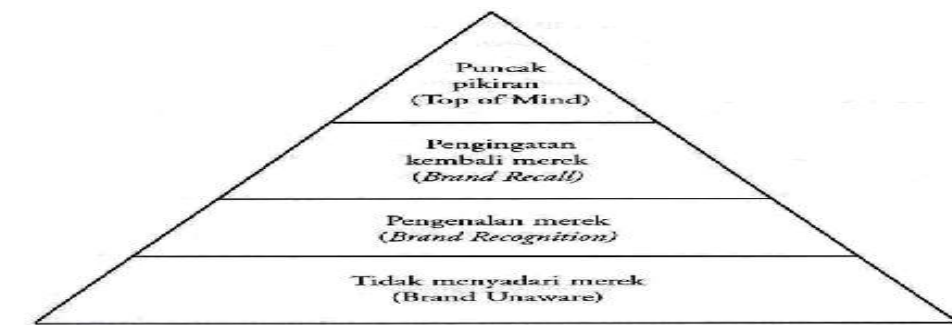 Puncak
pikiran
(Top of Mind)
Pengingatan
kembali merek
(Brand Recall)
Pengenalan merek
(Brand Recognition)
Tidak menyadari merek
(Brand Unaware)